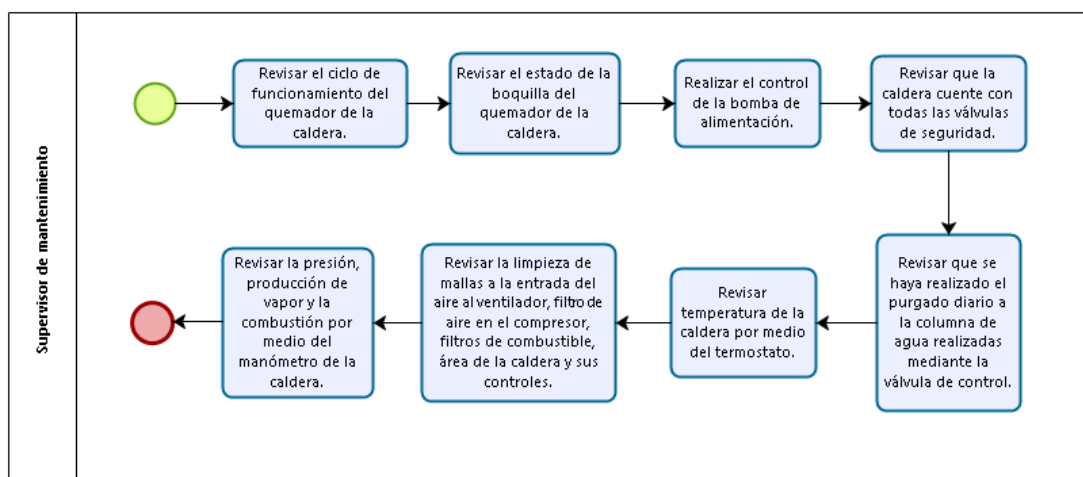 Supervisor de mantenimiento
Revisar el ciclo de
funcionamiento del
quemador de la
caldera.
Revisar el estado de la
boquilla del
quemador de la
caldera.
Realizar el control
de la bomba de
alimentación.
Revisar que la
caldera cuente con
todas las válvulas
de seguridad.
Revisar que se
haya realizado el
purgado diario a
la columna de
agua realizadas
mediante la
válvula de control.
Revisar
temperatura de la
caldera por medio
del termostato.
Revisar la limpieza de
mallas a la entrada del
aire al ventilador, filtro de
aire en el compresor,
filtros de combustible,
área de la caldera y sus
controles.
Revisar la presión,
producción de
vapor y la
combustión por
medio del
manómetro de la
caldera.